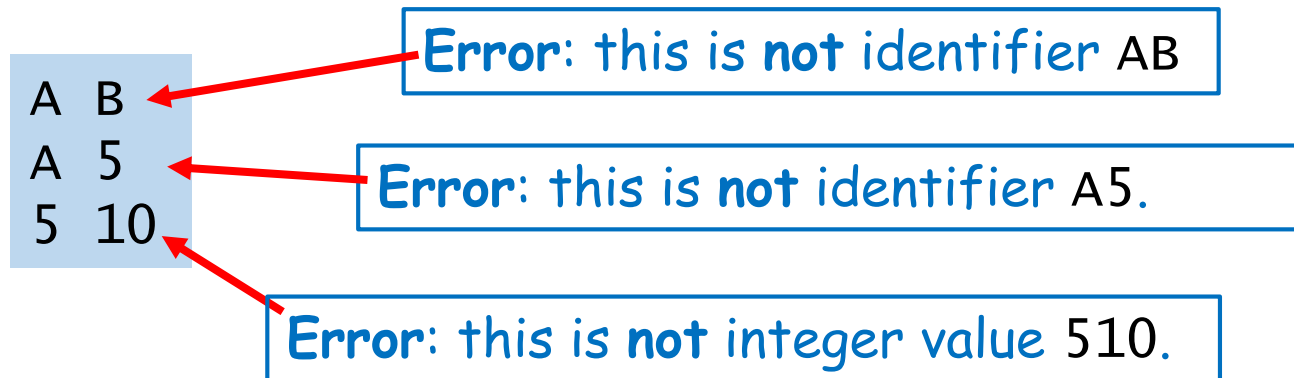 Error: this is not identifier AB
A B
A 5
Error: this is not identifier A5.
5 10
Error: this is not integer value 510.